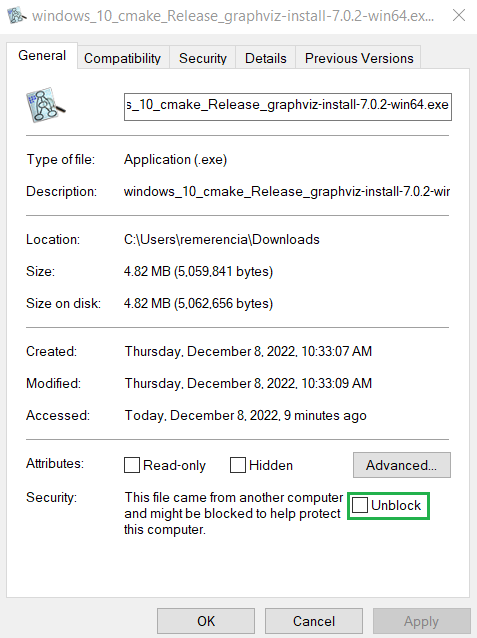 windows_10_cmake_Release_graphviz-install-7.0.2-win64.ex...
General Compatibility Security Details Previous Versions
s_10_cmake_Release_graphviz-install-7.0.2-win64.exe
Type of file: Application (.exe)
Description: windows_10_cmake_Release_graphviz-install-7.0.2-wir
Location: C:\Users\remerencia\Downloads
Size: 4.82 MB (5,059,841 bytes)
Size on disk: 4.82 MB (5,062,656 bytes)
Created: Thursday, December 8, 2022, 10:33:07 AM
Modified: Thursday, December 8, 2022, 10:33:09 AM
Accessed: Today, December 8, 2022, 9 minutes ago
Attributes: Read-only Hidden Advanced...
Security: This file came from another computer
and might be blocked to help protect Unblock
this computer.
OK Cancel Apply